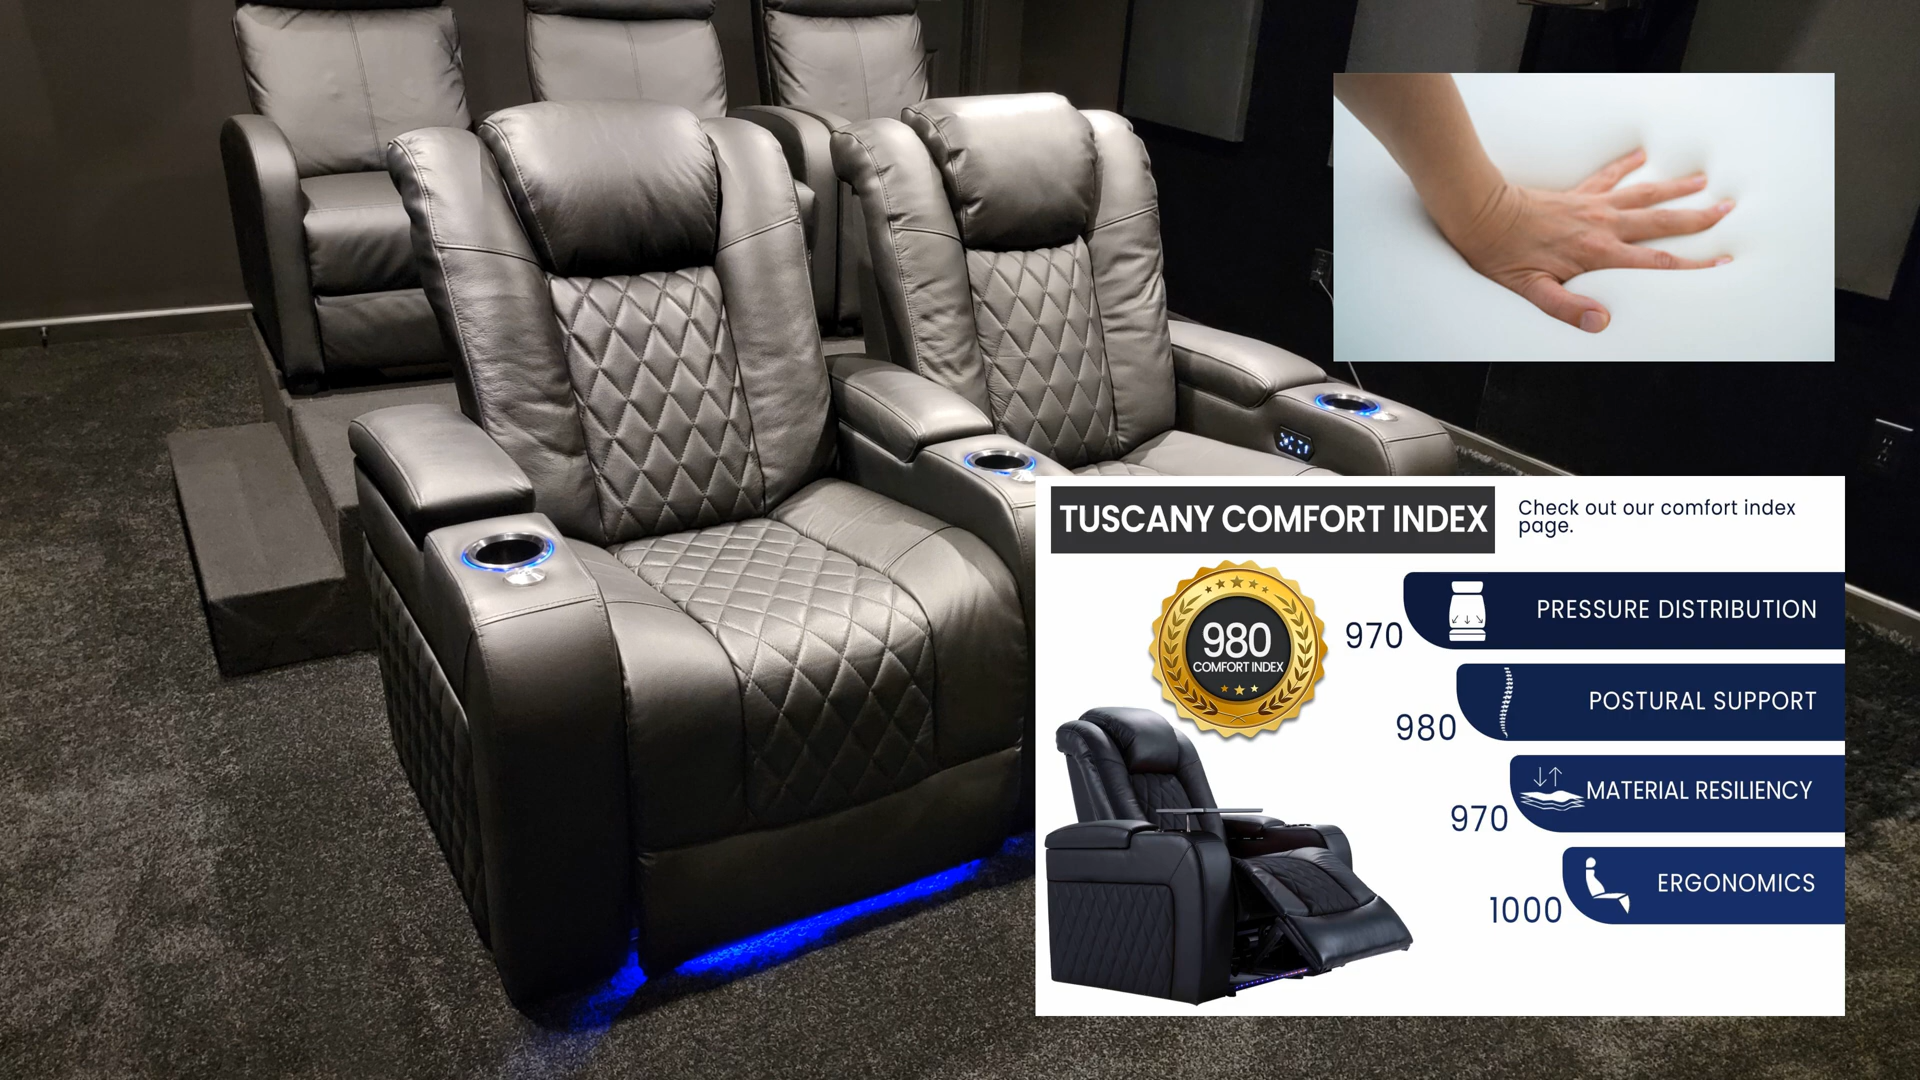 TUSCANY COMFORT INDEX
Check out our comfort index
page.
980
COMFORT INDEX
970
PRESSURE DISTRIBUTION
980
POSTURAL SUPPORT
970
MATERIAL RESILIENCY
1000
ERGONOMICS